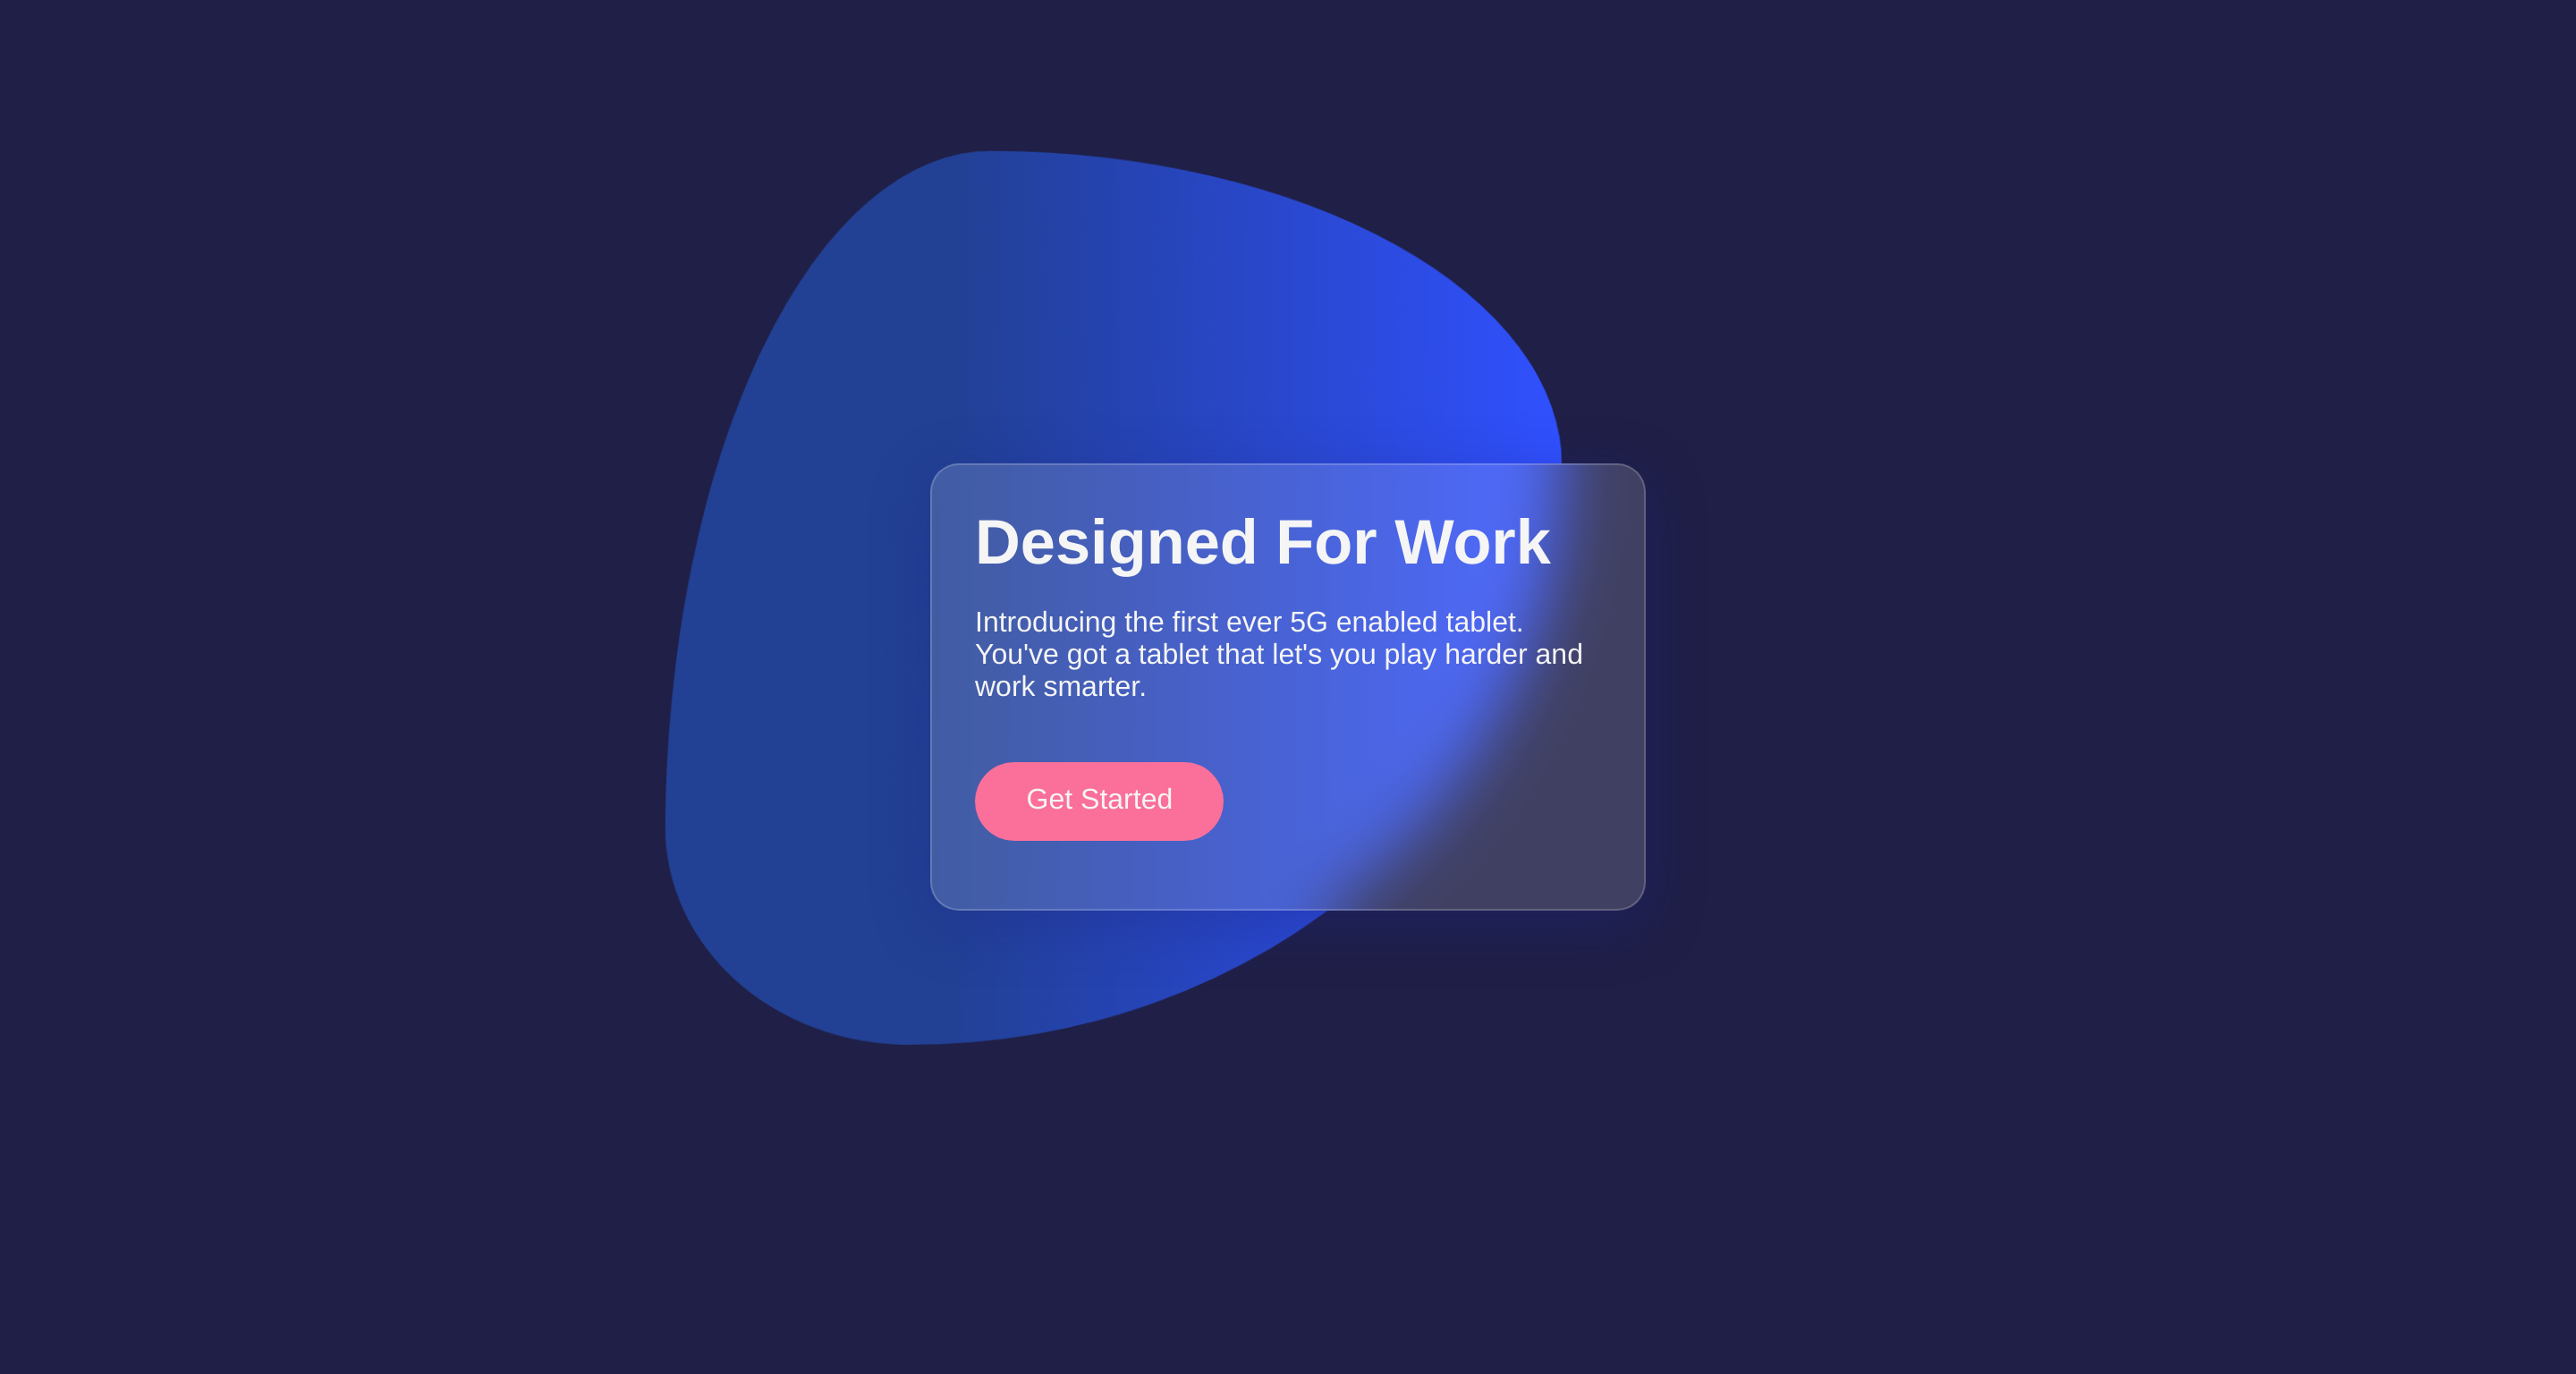 Designed For Work
Introducing the first ever 5G enabled tablet.
You've got a tablet that let's you play harder and
work smarter.
Get Started